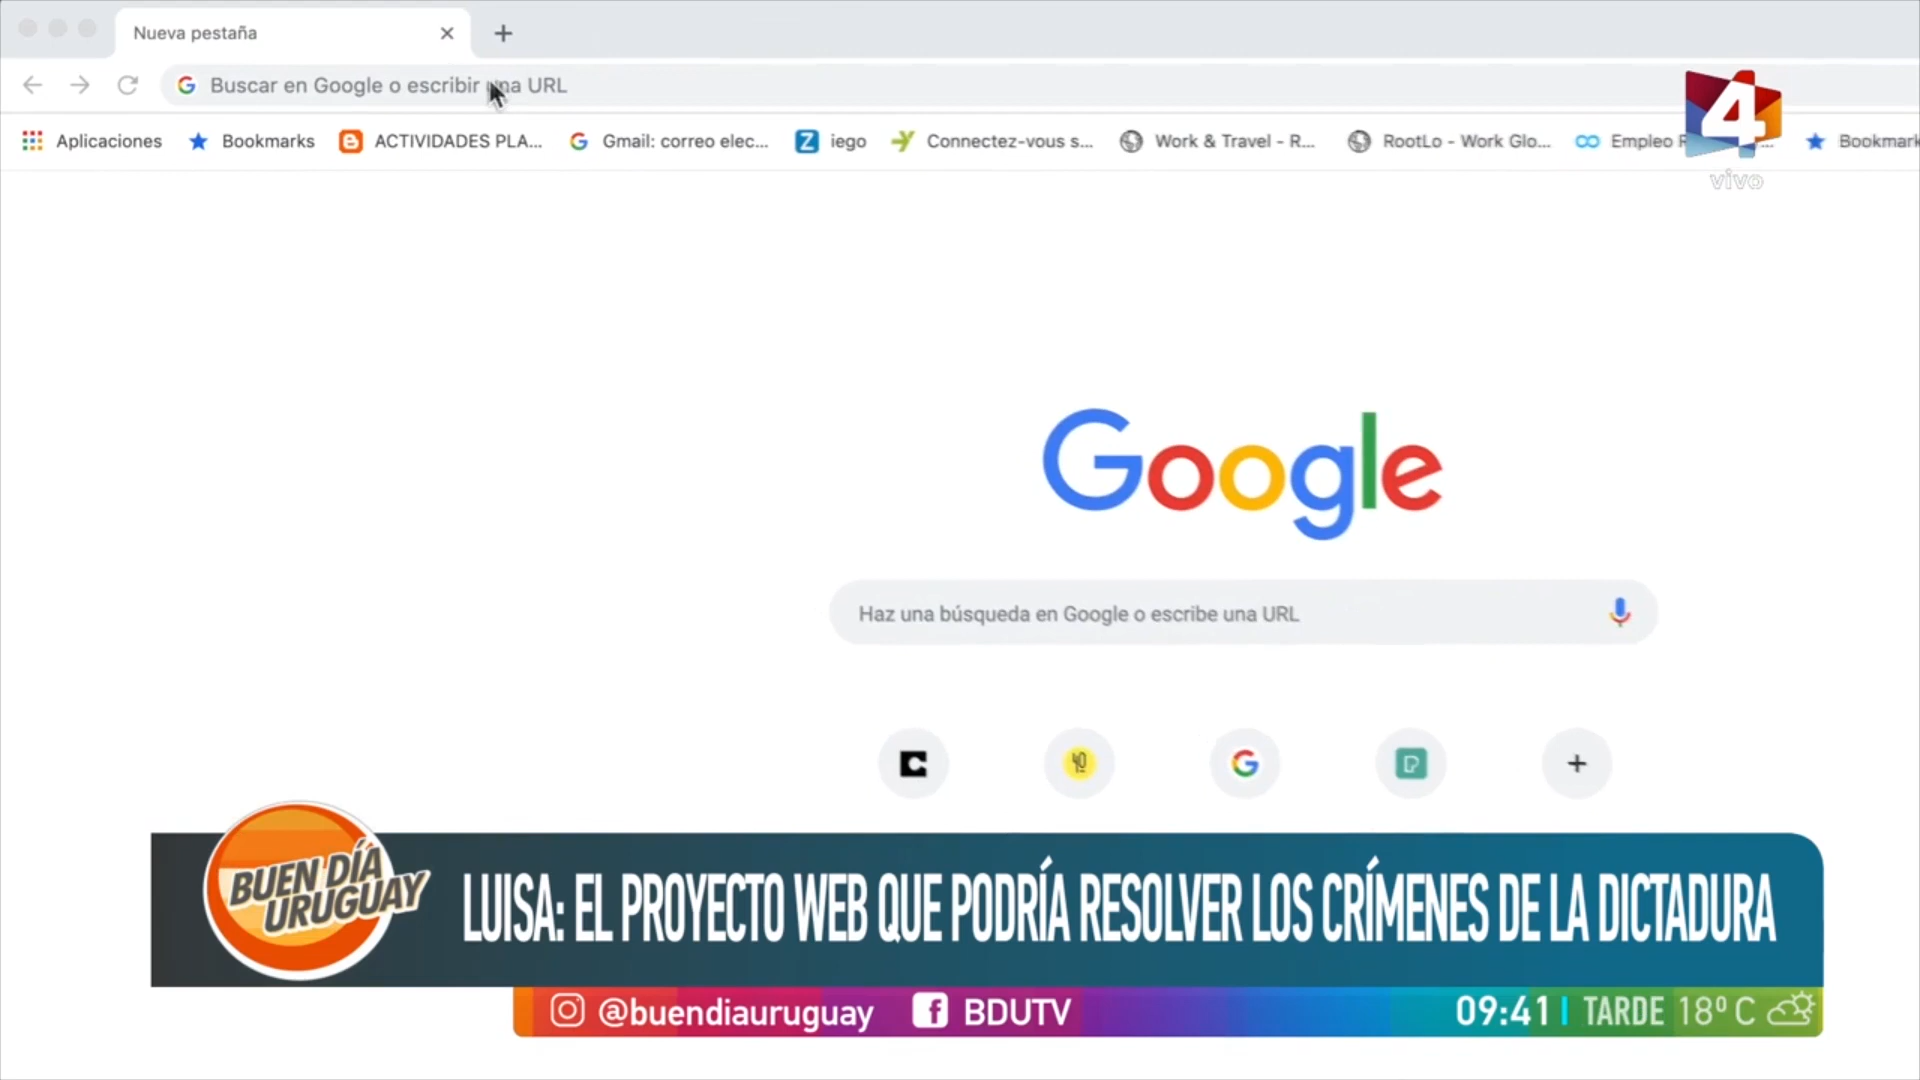 Nueva pestaña
Buscar en Google o escribir una URL
Aplicaciones Bookmarks ACTIVIDADES PLA... Gmail: correo elec... iego Connectez-vous s... Work & Travel - R... RootLo - Work Glo... Empleo R Bookmark
4
vivo
Google
Haz una búsqueda en Google o escribe una URL
BUEN DÍA
URUGUAY
LUISA: EL PROYECTO WEB QUE PODRÍA RESOLVER LOS CRÍMENES DE LA DICTADURA
@buendiauruguay BDUTV 09:41 TARDE 18º C